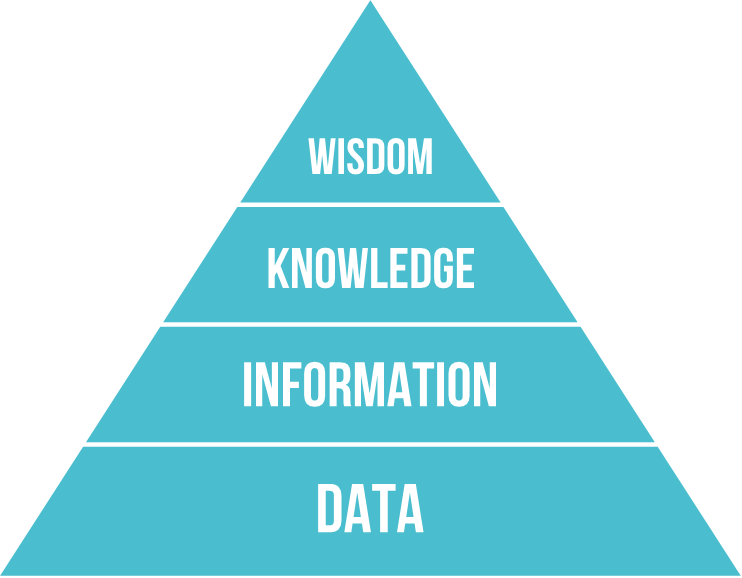 WISDOM
KNOWLEDGE
INFORMATION
DATA